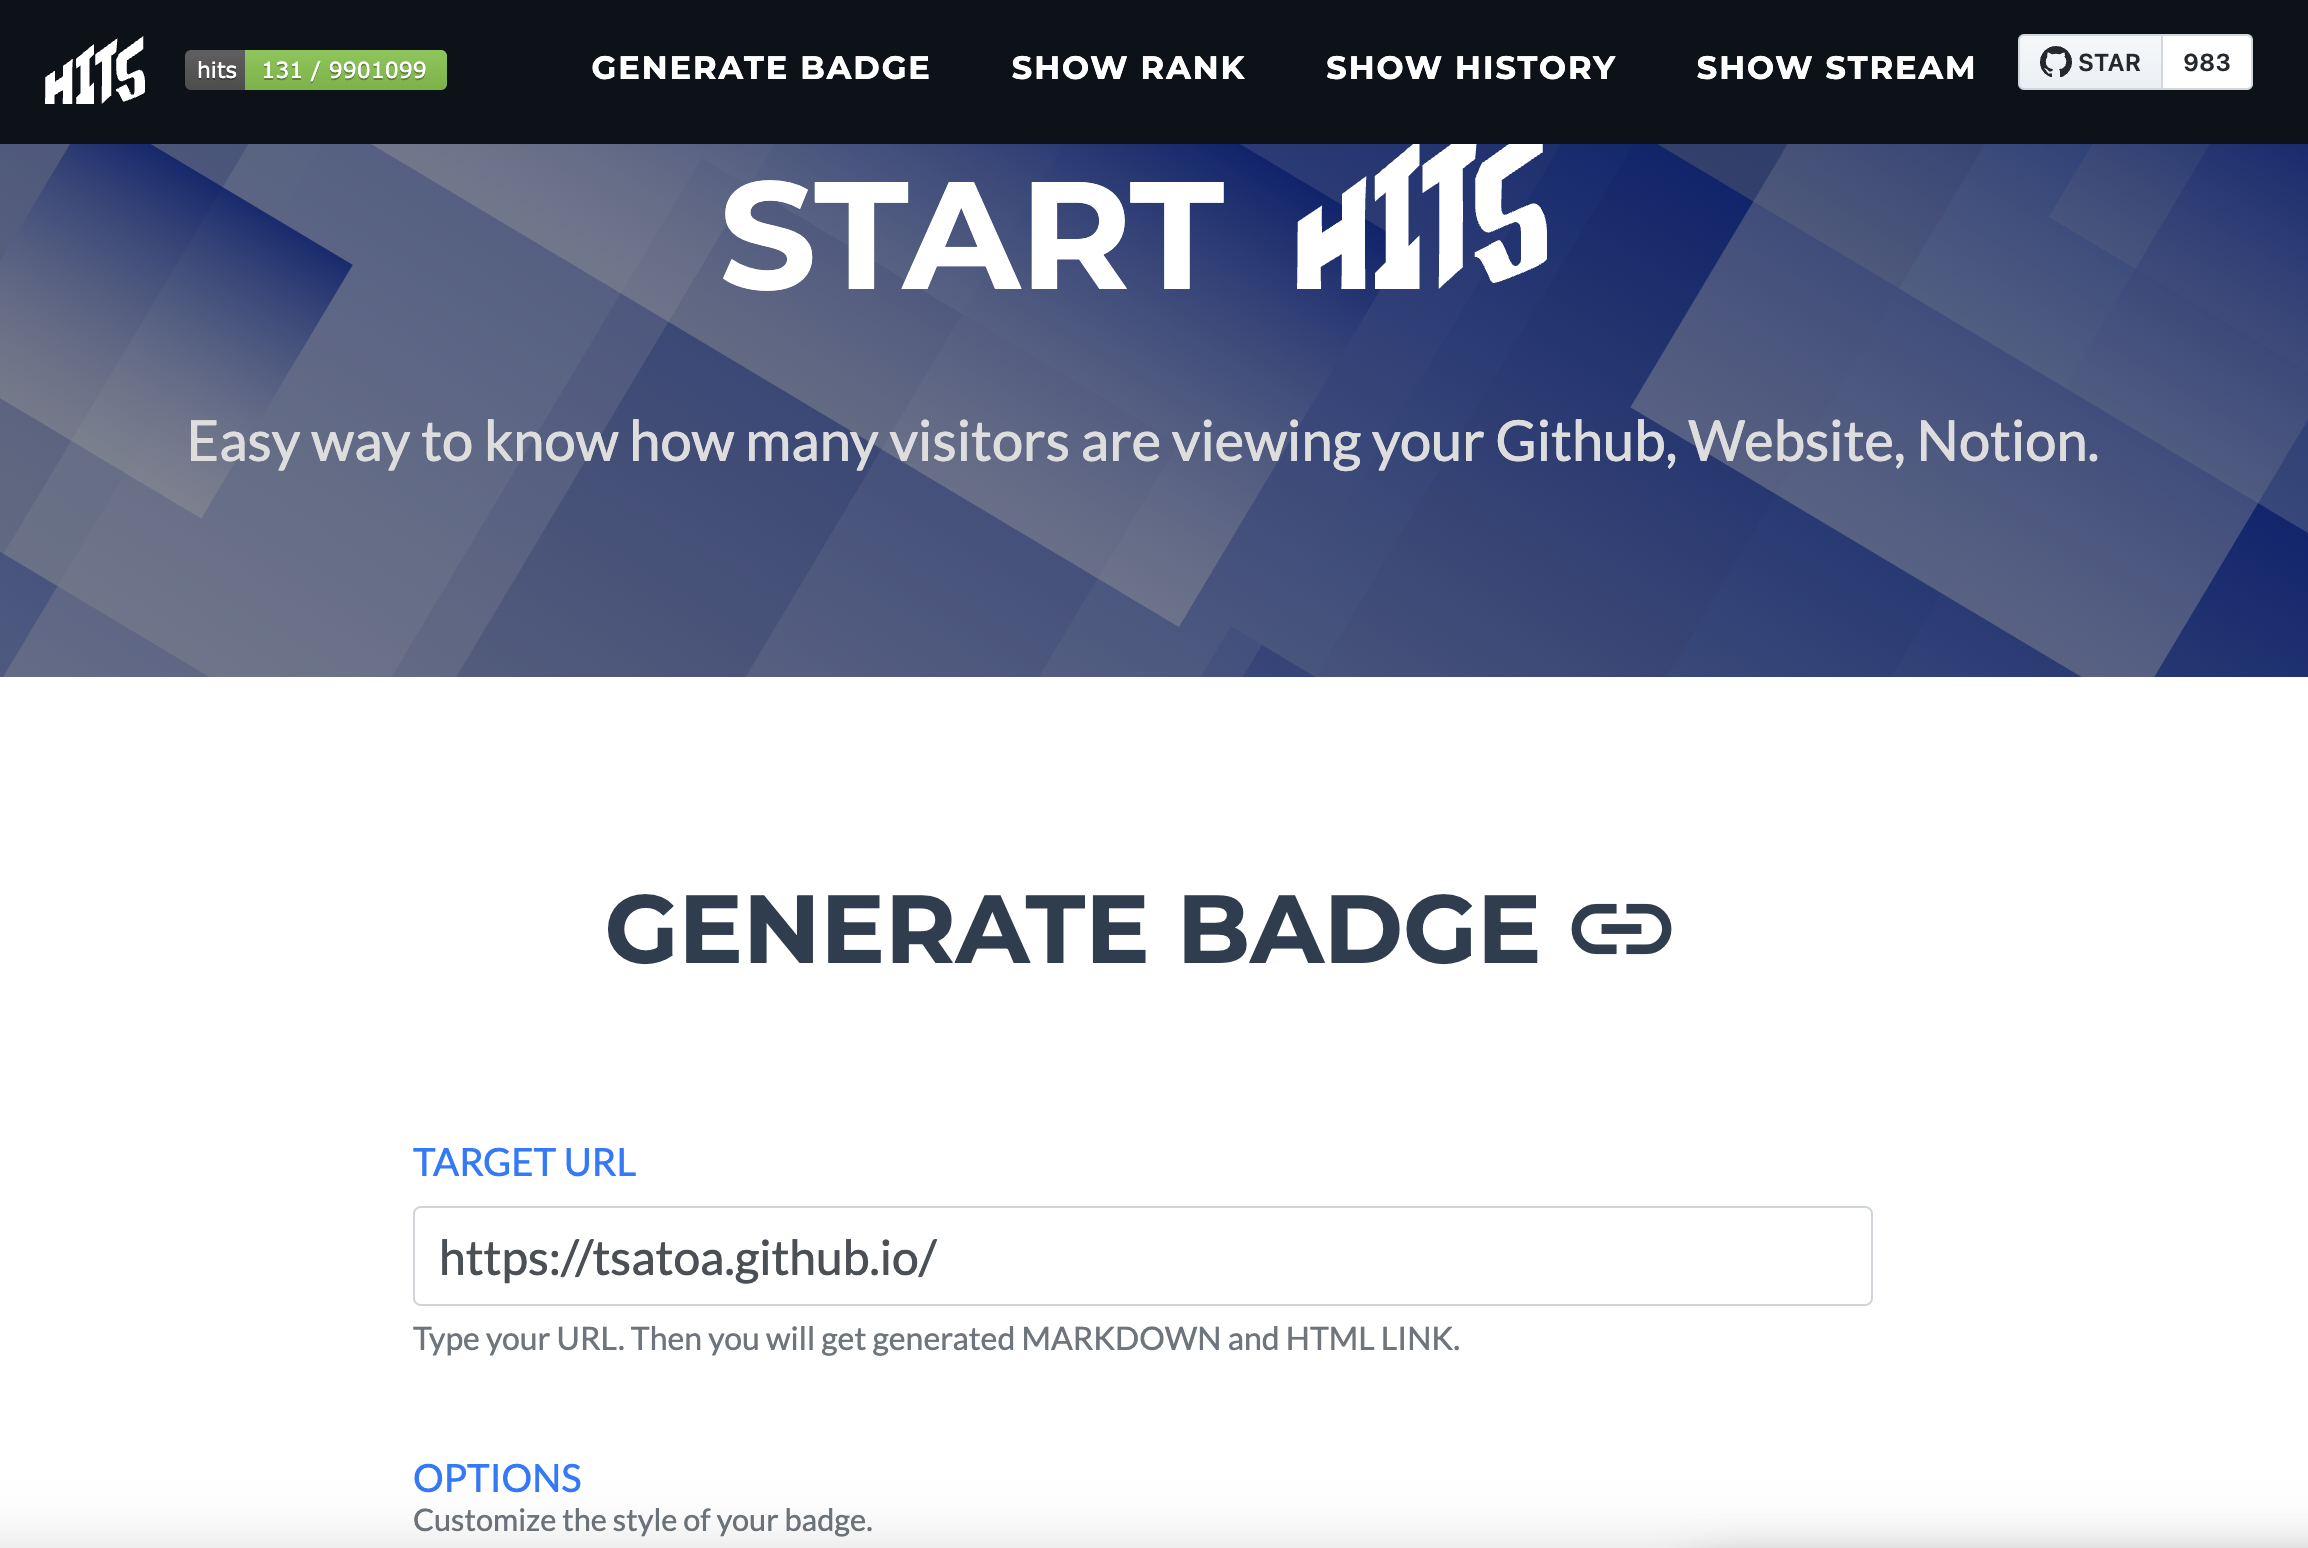 HITS
hits 131 / 9901099
GENERATE BADGE
SHOW RANK
SHOW HISTORY
SHOW STREAM
STAR 983
START HITS
Easy way to know how many visitors are viewing your Github, Website, Notion.
GENERATE BADGE
TARGET URL
https://tsatoa.github.io/
Type your URL. Then you will get generated MARKDOWN and HTML LINK.
OPTIONS
Customize the style of your badge.